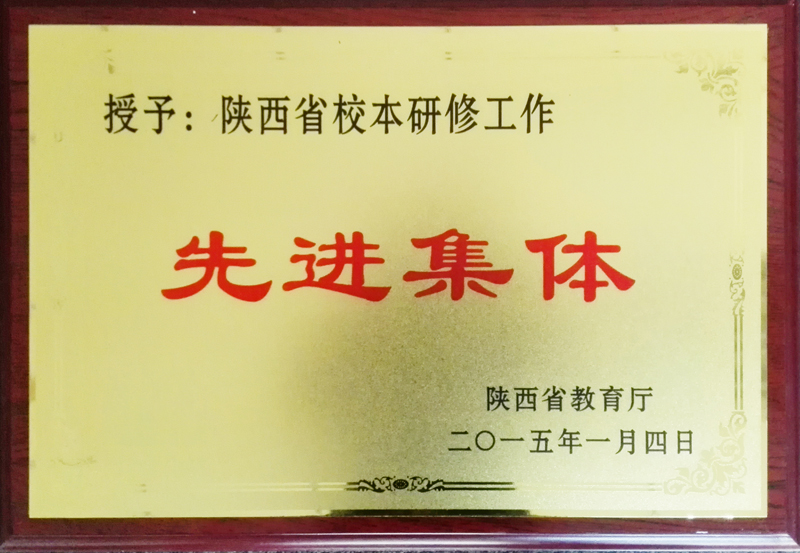 授予：陕西省校本研修工作
先进集体
陕西省教育厅
二〇一五年一月四日